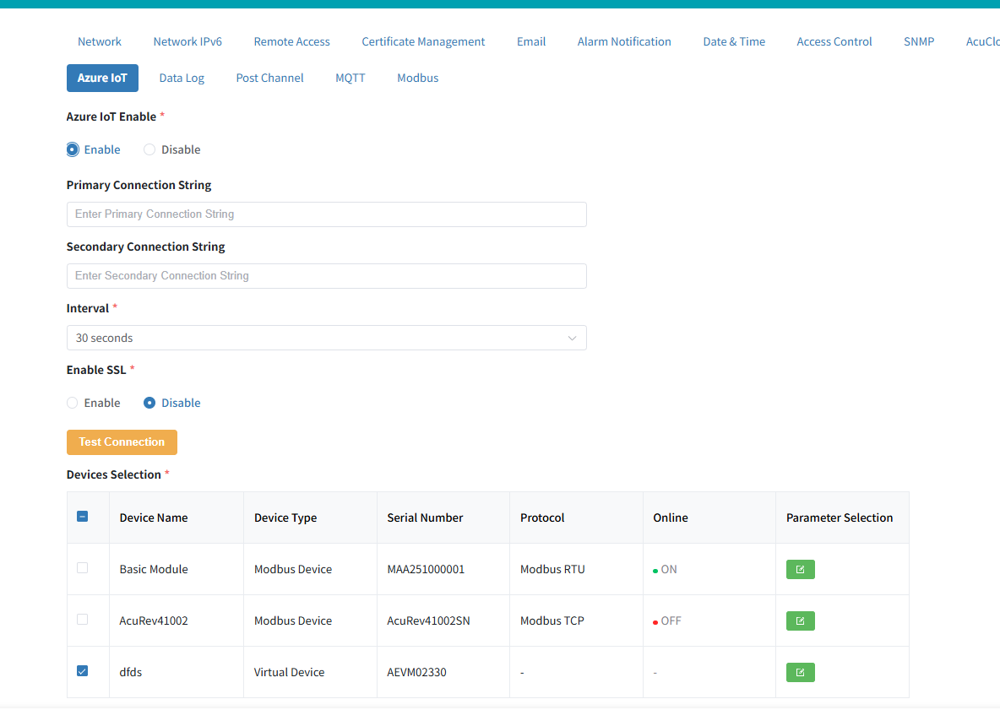 Network Network IPv6 Remote Access Certificate Management Email Alarm Notification Date & Time Access Control SNMP AcuClo
Azure IoT Data Log Post Channel MQTT Modbus
Azure IoT Enable *
Enable Disable
Primary Connection String
Enter Primary Connection String
Secondary Connection String
Enter Secondary Connection String
Interval *
30 seconds
Enable SSL *
Enable Disable
Test Connection
Devices Selection *
Device Name Device Type Serial Number Protocol Online Parameter Selection
Basic Module Modbus Device MAA251000001 Modbus RTU ON
AcuRev41002 Modbus Device AcuRev41002SN Modbus TCP OFF
dfds Virtual Device AEVM02330 - -